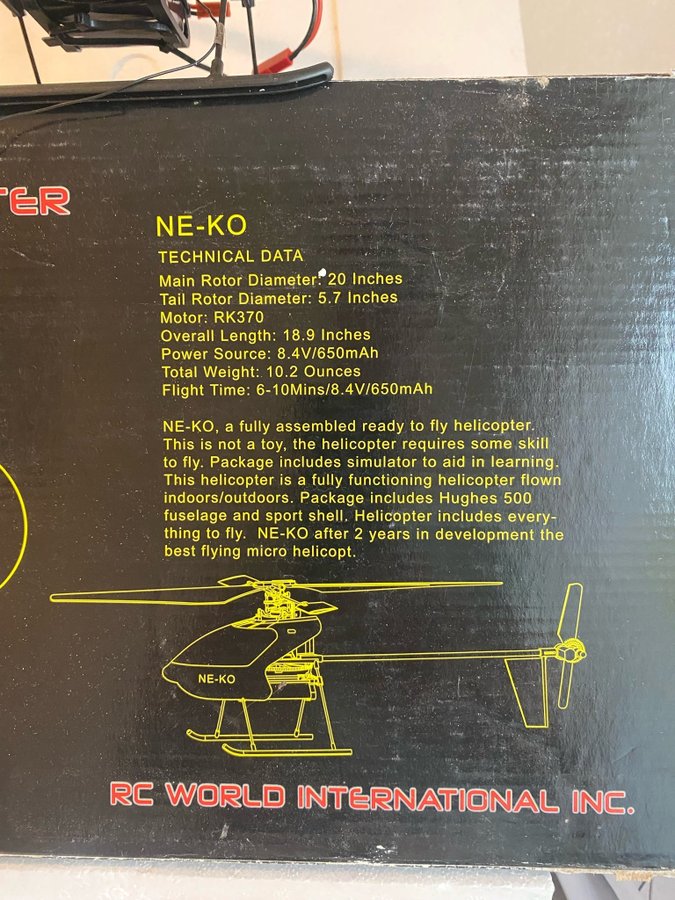 TER
NE-KO
TECHNICAL DATA
Main Rotor Diameter: 20 Inches
Tail Rotor Diameter: 5.7 Inches
Motor: RK370
Overall Length: 18.9 Inches
Power Source: 8.4V/650mAh
Total Weight: 10.2 Ounces
Flight Time: 6-10Mins/8.4V/650mAh
NE-KO, a fully assembled ready to fly helicopter.
This is not a toy, the helicopter requires some skill
to fly. Package includes simulator to aid in learning.
This helicopter is a fully functioning helicopter flown
indoors/outdoors. Package includes Hughes 500
fuselage and sport shell. Helicopter includes every-
thing to fly.  NE-KO after 2 years in development the
best flying micro helicopt.
NE-KO
RC WORLD INTERNATIONAL INC.